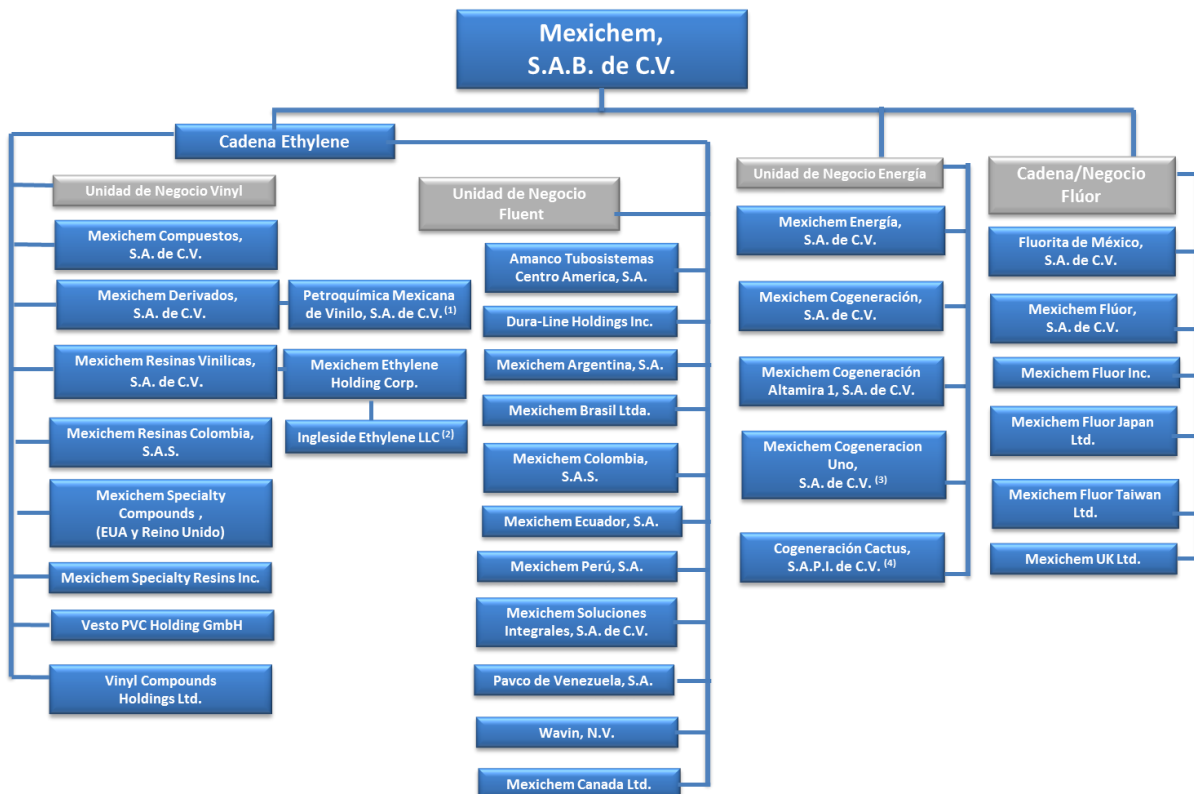 Mexichem,
S.A.B. de C.V.
Cadena Ethylene
Unidad de Negocio Vinyl
Mexichem Compuestos,
S.A. de C.V.
Mexichem Derivados,
S.A. de C.V.
Petroquímica Mexicana
de Vinilo, S.A. de C.V. (1)
Mexichem Resinas Vinilicas,
S.A. de C.V.
Mexichem Ethylene
Holding Corp.
Ingleside Ethylene LLC (2)
Mexichem Resinas Colombia,
S.A.S.
Mexichem Specialty
Compounds ,
(EUA y Reino Unido)
Mexichem Specialty Resins Inc.
Vesto PVC Holding GmbH
Vinyl Compounds
Holdings Ltd.
Unidad de Negocio
Fluent
Amanco Tubosistemas
Centro America, S.A.
Dura-Line Holdings Inc.
Mexichem Argentina, S.A.
Mexichem Brasil Ltda.
Mexichem Colombia,
S.A.S.
Mexichem Ecuador, S.A.
Mexichem Perú, S.A.
Mexichem Soluciones
Integrales, S.A. de C.V.
Pavco de Venezuela, S.A.
Wavin, N.V.
Mexichem Canada Ltd.
Unidad de Negocio Energía
Mexichem Energía,
S.A. de C.V.
Mexichem Cogeneración,
S.A. de C.V.
Mexichem Cogeneración
Altamira 1, S.A. de C.V.
Mexichem Cogeneracion
Uno,
S.A. de C.V. (3)
Cogeneración Cactus,
S.A.P.I. de C.V. (4)
Cadena/Negocio
Flúor
Fluorita de México,
S.A. de C.V.
Mexichem Flúor,
S.A. de C.V.
Mexichem Fluor Inc.
Mexichem Fluor Japan
Ltd.
Mexichem Fluor Taiwan
Ltd.
Mexichem UK Ltd.